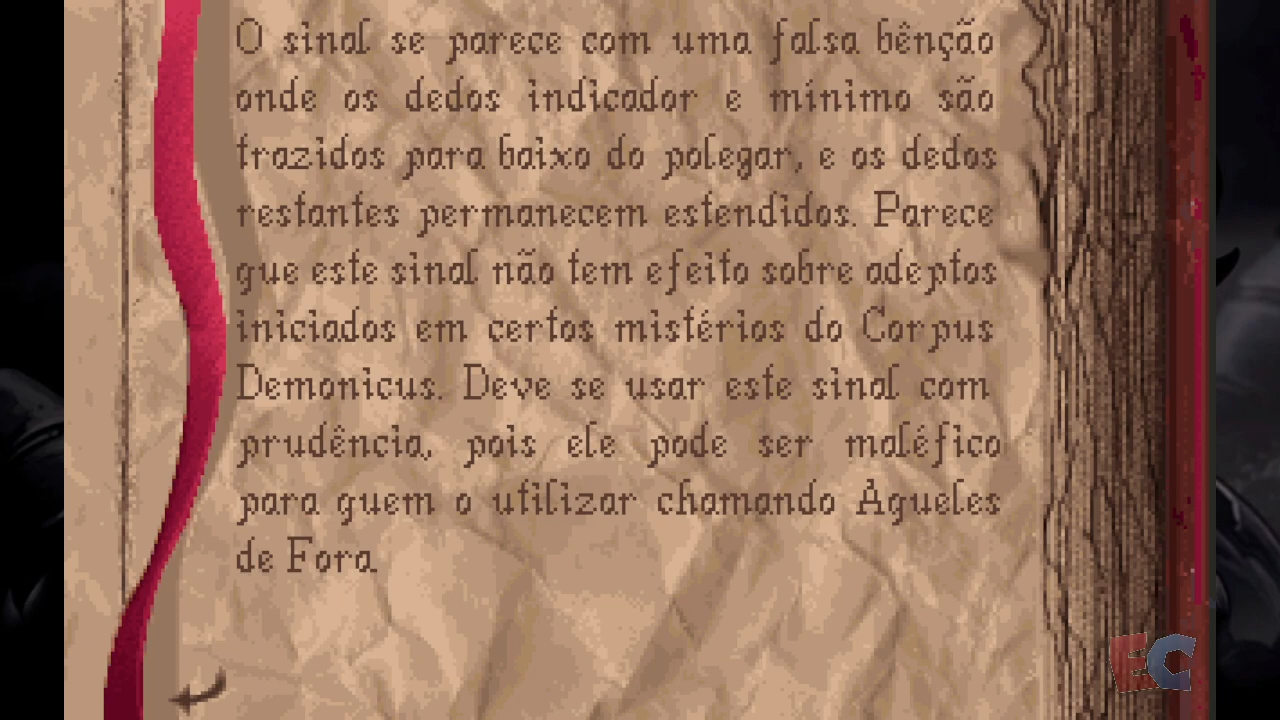 O sinal se parece com uma falsa bênção
onde os dedos indicador e mínimo são
trazidos para baixo do polegar, e os dedos
restantes permanecem estendidos. Parece
que este sinal não tem efeito sobre adeptos
iniciados em certos mistérios do Corpus
Demonicus. Deve se usar este sinal com
prudência, pois ele pode ser maléfico
para quem o utilizar chamando Àqueles
de Fora.
EC